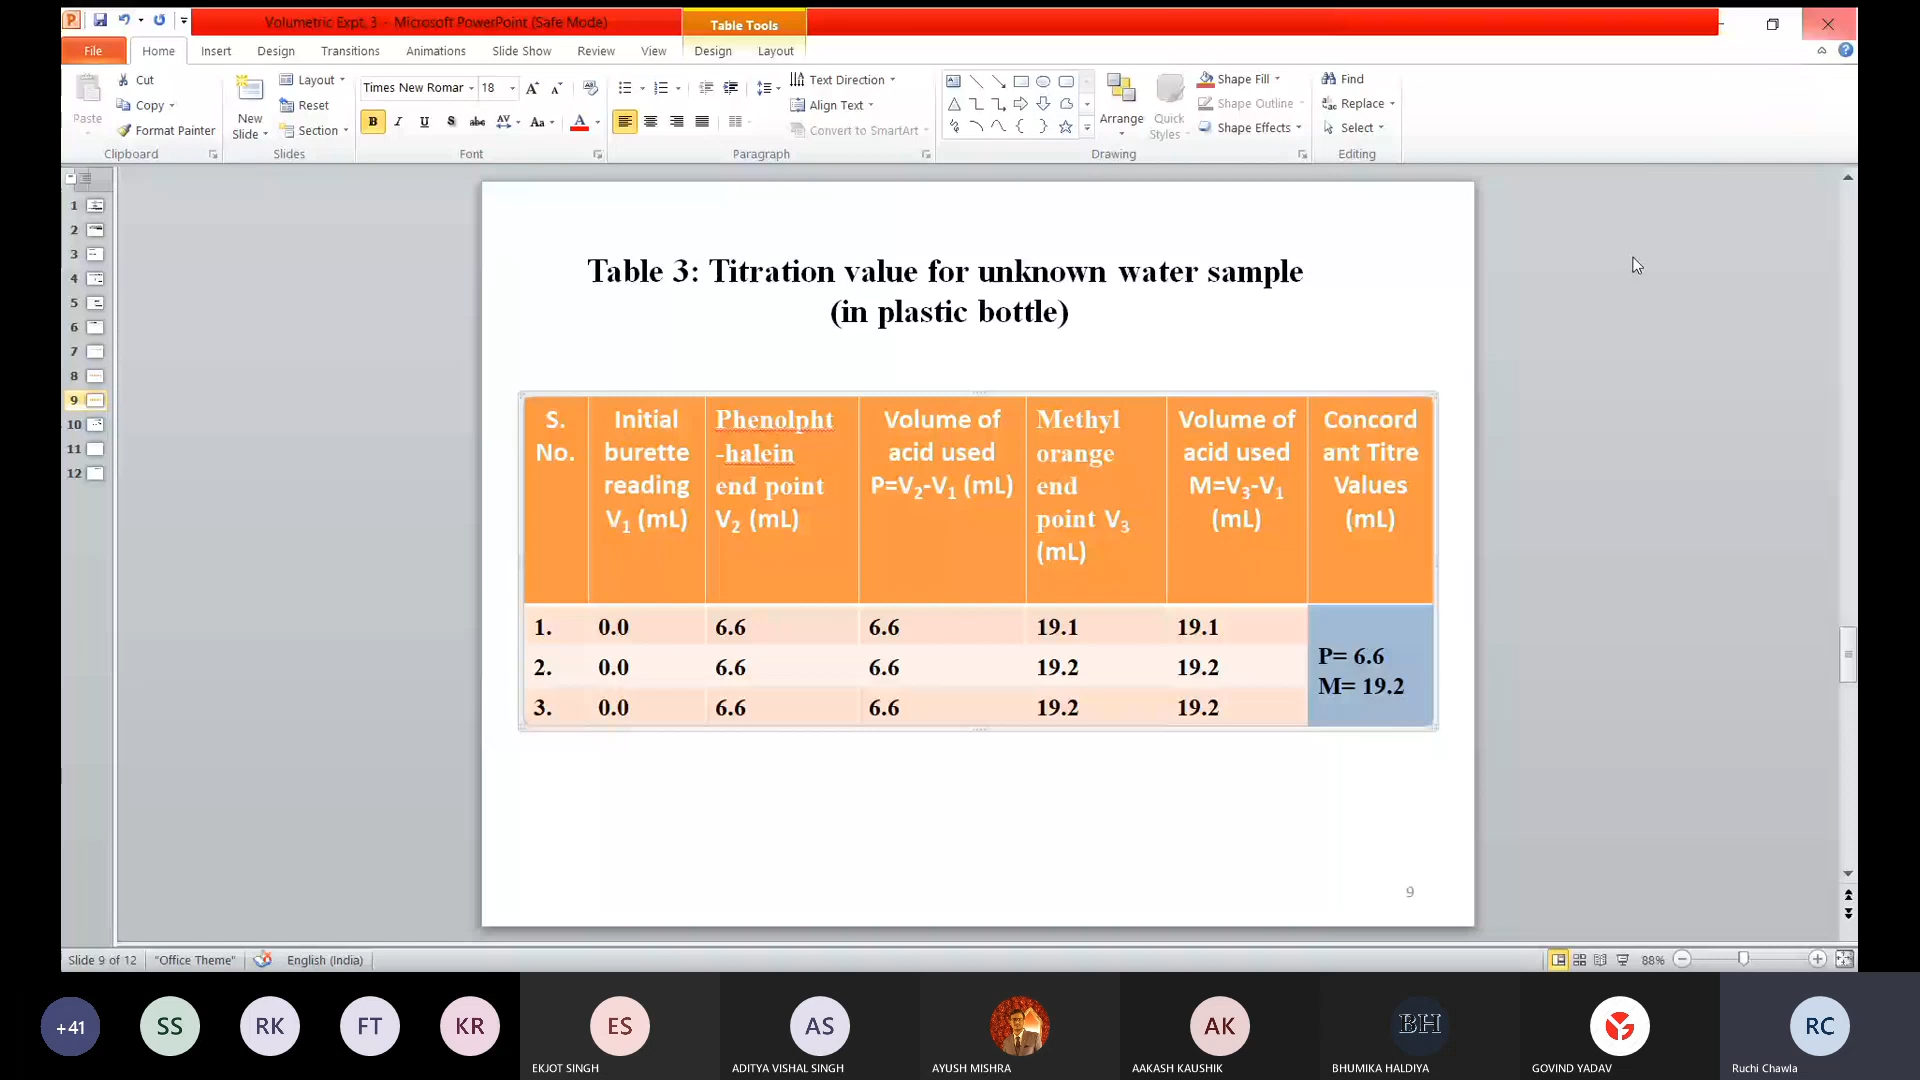 Volumetric Expt. 3 - Microsoft PowerPoint (Safe Mode)
Table Tools
File Home Insert Design Transitions Animations Slide Show Review View Design Layout
Paste
Cut
Copy
Format Painter
Clipboard
New Slide
Layout
Reset
Section
Slides
Times New Romar 18
B I U S abc AV Aa A
Font
Text Direction
Align Text
Convert to SmartArt
Paragraph
Arrange
Quick Styles
Shape Fill
Shape Outline
Shape Effects
Drawing
Find
Replace
Select
Editing
1
2
3
4
5
6
7
8
9
10
11
12
Table 3: Titration value for unknown water sample
(in plastic bottle)
S. No.
Initial burette reading V₁ (mL)
Phenolpht -halein end point V₂ (mL)
Volume of acid used P=V₂-V₁ (mL)
Methyl orange end point V₃ (mL)
Volume of acid used M=V₃-V₁ (mL)
Concord ant Titre Values (mL)
1. 0.0 6.6 6.6 19.1 19.1
2. 0.0 6.6 6.6 19.2 19.2
3. 0.0 6.6 6.6 19.2 19.2
P= 6.6
M= 19.2
9
Slide 9 of 12 "Office Theme" English (India) 88%
+41 SS RK FT KR ES AS AK BH RC
EKJOT SINGH ADITYA VISHAL SINGH AYUSH MISHRA AAKASH KAUSHIK BHUMIKA HALDIYA GOVIND YADAV Ruchi Chawla